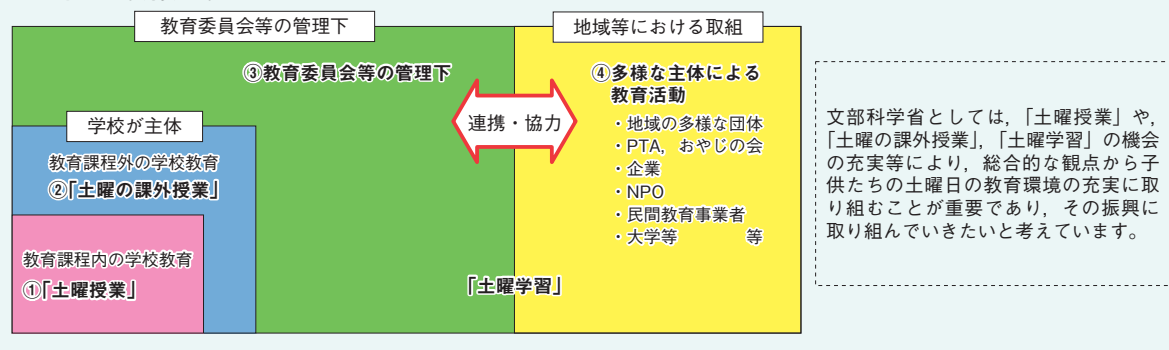 教育委員会等の管理下
地域等における取組
③教育委員会等の管理下
④多様な主体による
教育活動
・地域の多様な団体
・PTA，おやじの会
・企業
・NPO
・民間教育事業者
・大学等　　　等
連携・協力
学校が主体
教育課程外の学校教育
②「土曜の課外授業」
教育課程内の学校教育
①「土曜授業」
「土曜学習」
文部科学省としては，「土曜授業」や，
「土曜の課外授業」，「土曜学習」の機会
の充実等により，総合的な観点から子
供たちの土曜日の教育環境の充実に取
り組むことが重要であり，その振興に
取り組んでいきたいと考えています。